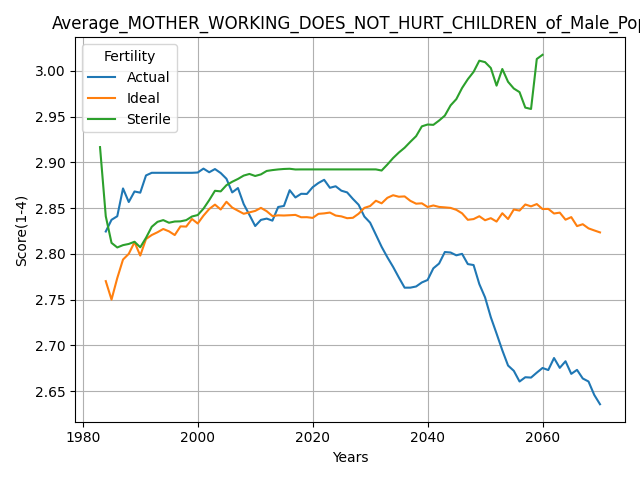 Average_MOTHER_WORKING_DOES_NOT_HURT_CHILDREN_of_Male_Pop
Fertility
Actual
Ideal
Sterile
Score(1-4)
3.00
2.95
2.90
2.85
2.80
2.75
2.70
2.65
1980 2000 2020 2040 2060
Years